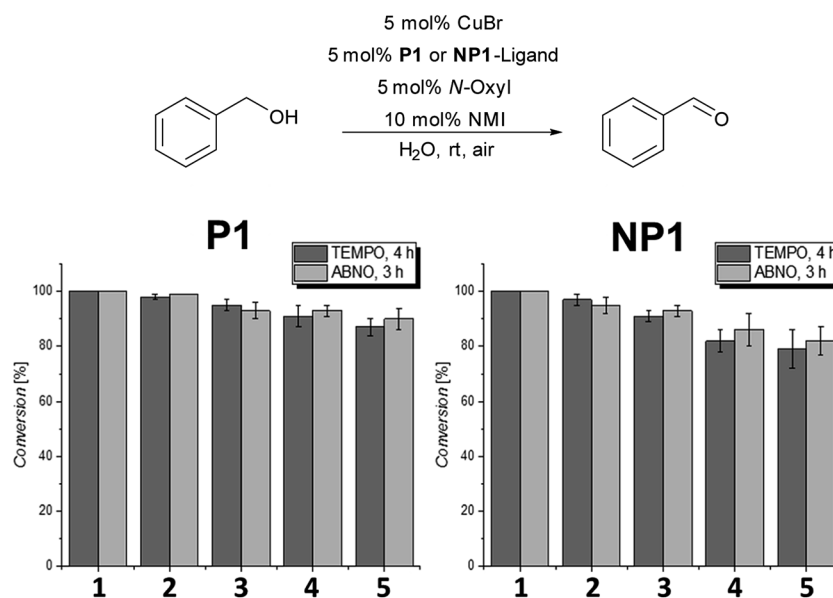 5 mol% CuBr
5 mol% P1 or NP1-Ligand
5 mol% N-Oxyl
10 mol% NMI
H₂O, rt, air
OH
O
P1
TEMPO, 4 h
ABNO, 3 h
Conversion [%]
100
80
60
40
20
0
1 2 3 4 5
NP1
TEMPO, 4 h
ABNO, 3 h
Conversion [%]
100
80
60
40
20
0
1 2 3 4 5